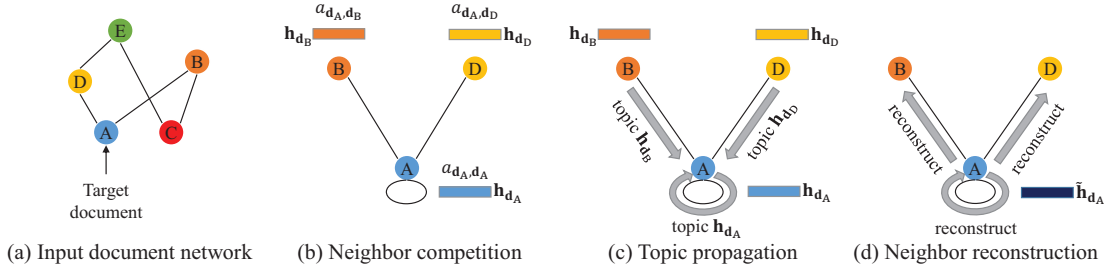 E
B
D
A
C
Target
document
(a) Input document network
a_{d_A,d_B}
a_{d_A,d_D}
h_{d_B}
h_{d_D}
B
D
A
a_{d_A,d_A}
h_{d_A}
(b) Neighbor competition
h_{d_B}
h_{d_D}
B
D
topic h_{d_B}
topic h_{d_D}
A
h_{d_A}
topic h_{d_A}
(c) Topic propagation
B
D
reconstruct
reconstruct
A
h̃_{d_A}
reconstruct
(d) Neighbor reconstruction